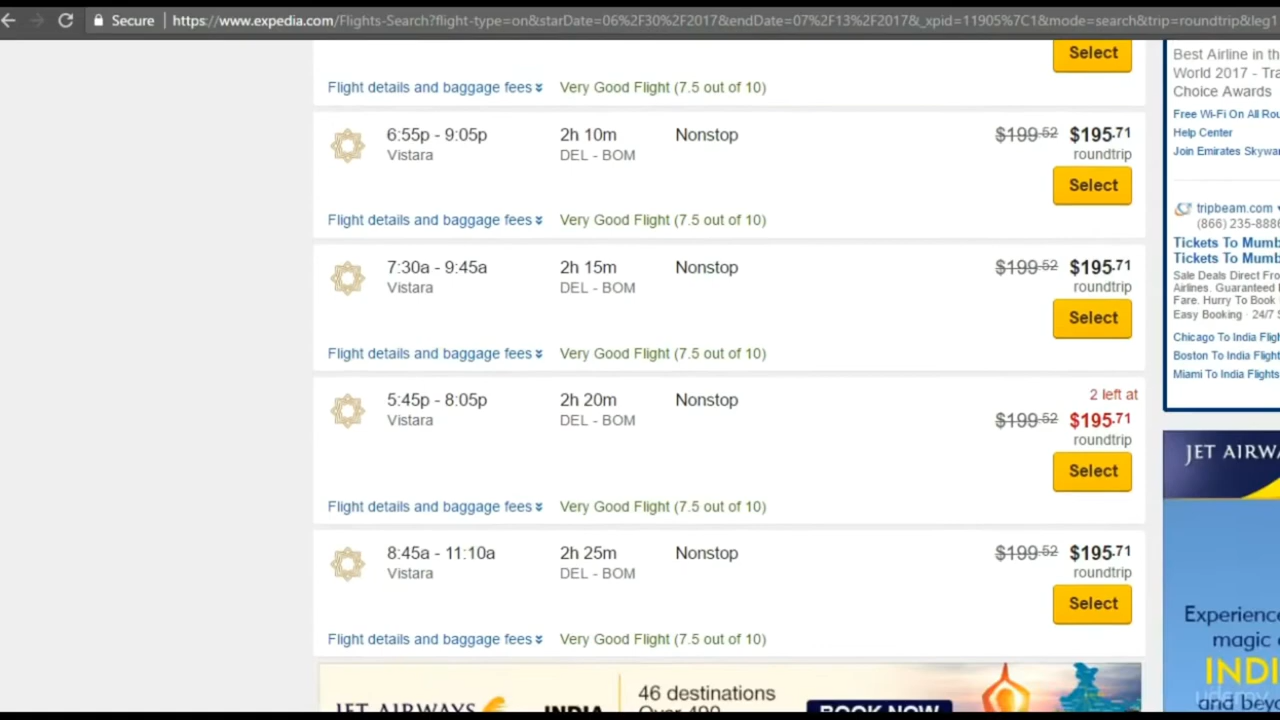 Secure
https://www.expedia.com/Flights-Search?flight-type=on&starDate=06%2F30%2F2017&endDate=07%2F13%2F2017&_xpid=11905%7C1&mode=search&trip=roundtrip&leg1
Select
Flight details and baggage fees Very Good Flight (7.5 out of 10)
6:55p - 9:05p 2h 10m Nonstop $199.52 $195.71
Vistara DEL - BOM roundtrip
Select
Flight details and baggage fees Very Good Flight (7.5 out of 10)
7:30a - 9:45a 2h 15m Nonstop $199.52 $195.71
Vistara DEL - BOM roundtrip
Select
Flight details and baggage fees Very Good Flight (7.5 out of 10)
2 left at
5:45p - 8:05p 2h 20m Nonstop $199.52 $195.71
Vistara DEL - BOM roundtrip
Select
Flight details and baggage fees Very Good Flight (7.5 out of 10)
8:45a - 11:10a 2h 25m Nonstop $199.52 $195.71
Vistara DEL - BOM roundtrip
Select
Flight details and baggage fees Very Good Flight (7.5 out of 10)
JET AIRWAYS INDIA 46 destinations
BOOK NOW
Best Airline in th
World 2017 - Tra
Choice Awards
Free Wi-Fi On All Rou
Help Center
Join Emirates Skywar
tripbeam.com
(866) 235-8886
Tickets To Mumb
Tickets To Mumb
Sale Deals Direct Fro
Airlines. Guaranteed
Fare. Hurry To Book
Easy Booking · 24/7 S
Chicago To India Fligh
Boston To India Flight
Miami To India Flights
JET AIRWA
Experience
magic
INDI
and beyo
udemy